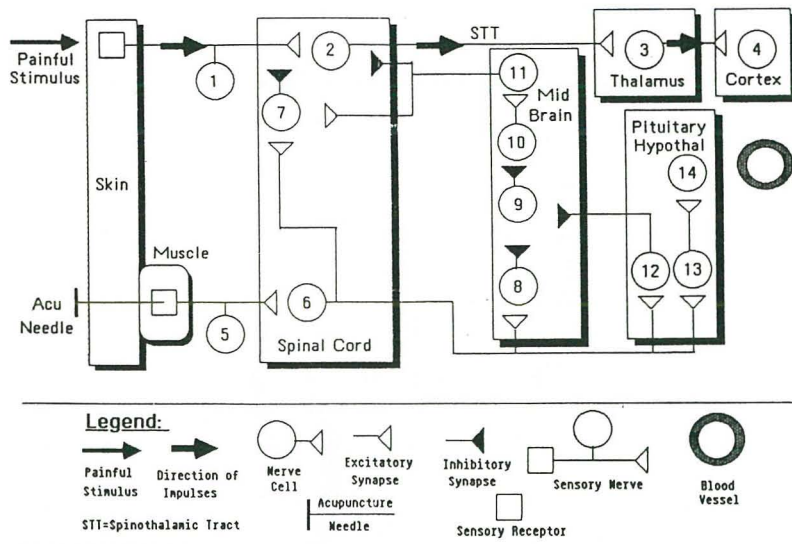 Painful
Stimulus
1
2
STT
3
Thalamus
4
Cortex
7
11
Mid
Brain
10
9
8
Pituitary
Hypothal
14
12
13
Skin
Muscle
Acu
Needle
5
6
Spinal Cord
Legend:
Painful
Stimulus
Direction of
Impulses
Nerve
Cell
Excitatory
Synapse
Inhibitory
Synapse
Sensory Nerve
Blood
Vessel
STT=Spinothalamic Tract
Acupuncture
Needle
Sensory Receptor